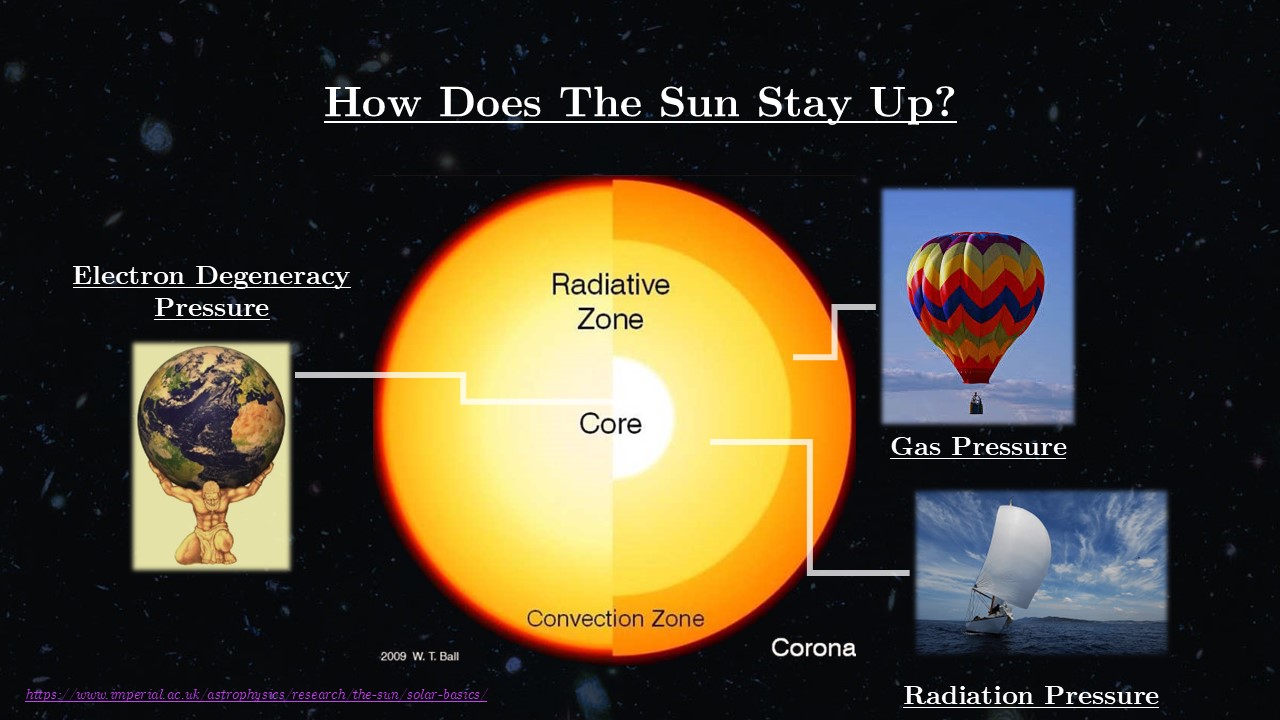 How Does The Sun Stay Up?
Electron Degeneracy
Pressure
Radiative
Zone
Core
Convection Zone
Corona
2009 W. T. Ball
Gas Pressure
Radiation Pressure
https://www.imperial.ac.uk/astrophysics/research/the-sun/solar-basics/